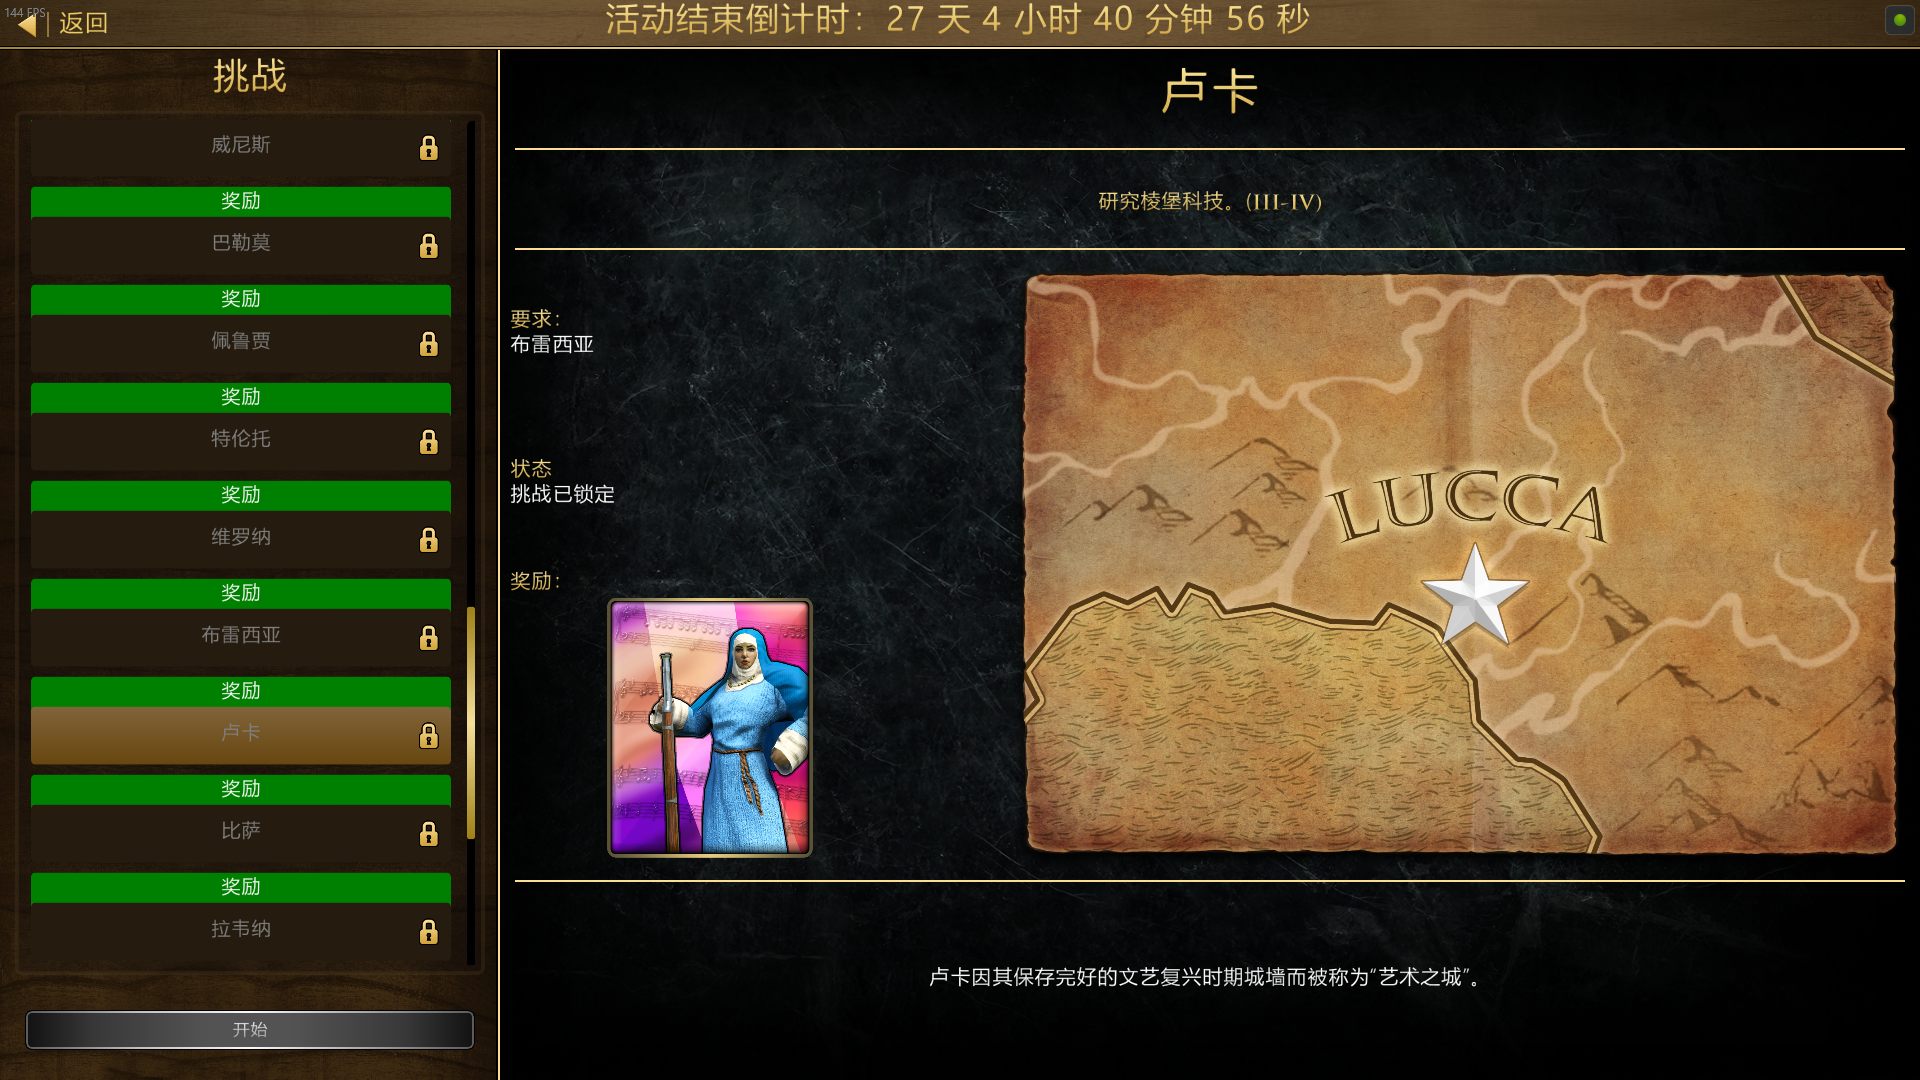 144 FPS
返回
活动结束倒计时：27 天 4 小时 40 分钟 56 秒
挑战
威尼斯
奖励
巴勒莫
奖励
佩鲁贾
奖励
特伦托
奖励
维罗纳
奖励
布雷西亚
奖励
卢卡
奖励
比萨
奖励
拉韦纳
开始
卢卡
研究棱堡科技。(III-IV)
要求：
布雷西亚
状态
挑战已锁定
奖励：
LUCCA
卢卡因其保存完好的文艺复兴时期城墙而被称为“艺术之城”。